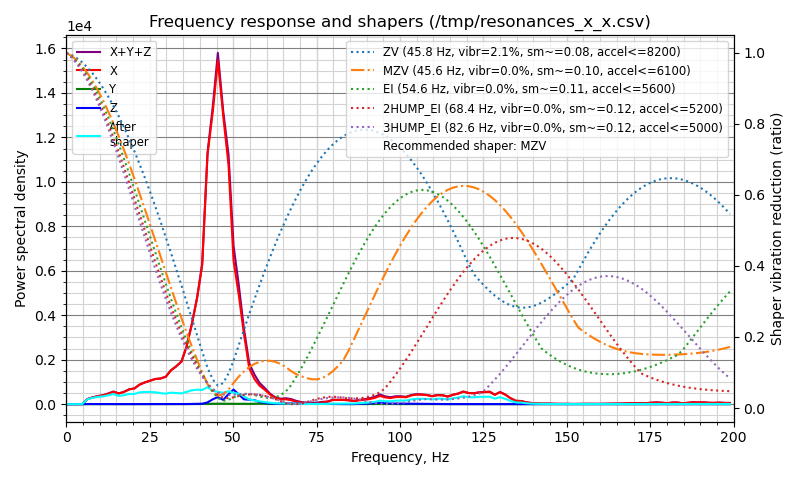 Frequency response and shapers (/tmp/resonances_x_x.csv)
1e4
X+Y+Z
X
Y
Z
After
shaper
ZV (45.8 Hz, vibr=2.1%, sm~=0.08, accel<=8200)
MZV (45.6 Hz, vibr=0.0%, sm~=0.10, accel<=6100)
EI (54.6 Hz, vibr=0.0%, sm~=0.11, accel<=5600)
2HUMP_EI (68.4 Hz, vibr=0.0%, sm~=0.12, accel<=5200)
3HUMP_EI (82.6 Hz, vibr=0.0%, sm~=0.12, accel<=5000)
Recommended shaper: MZV
Power spectral density
1.6
1.4
1.2
1.0
0.8
0.6
0.4
0.2
0.0
Shaper vibration reduction (ratio)
1.0
0.8
0.6
0.4
0.2
0.0
0 25 50 75 100 125 150 175 200
Frequency, Hz